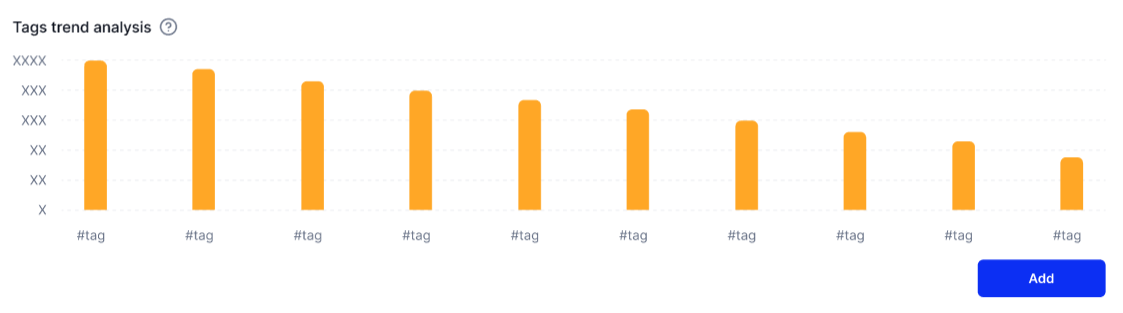 Tags trend analysis ?
XXXX
XXX
XXX
XX
XX
X
#tag #tag #tag #tag #tag #tag #tag #tag #tag #tag
Add